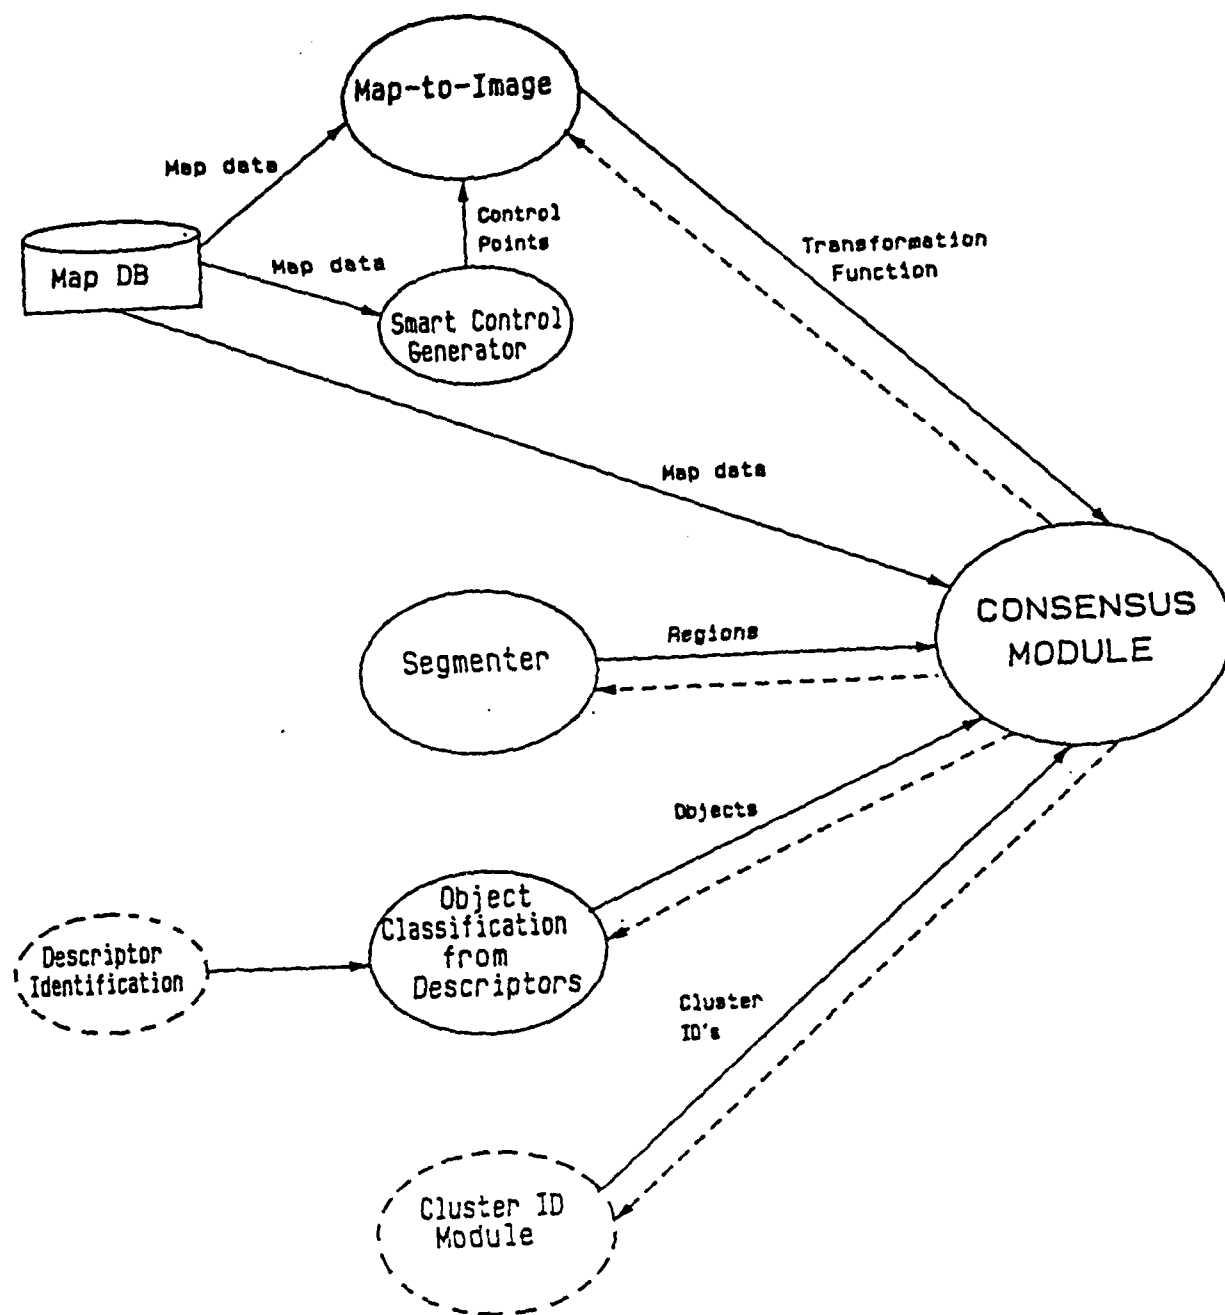 Map-to-Image
Map data
Control
Points
Transformation
Function
Map DB
Map data
Smart Control
Generator
Map data
CONSENSUS
MODULE
Segmenter
Regions
Objects
Object
Classification
from
Descriptors
Descriptor
Identification
Cluster
ID's
Cluster ID
Module